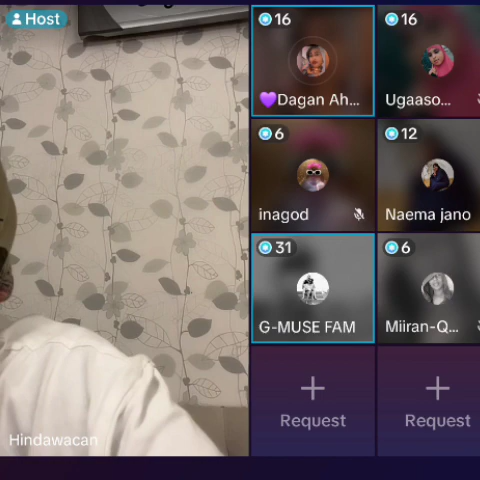 Host
16
16
💜Dagan Ah...
Ugaaso...
6
12
inagod
Naema jano
31
6
G-MUSE FAM
Miiran-Q...
Request
Request
Hindawacan